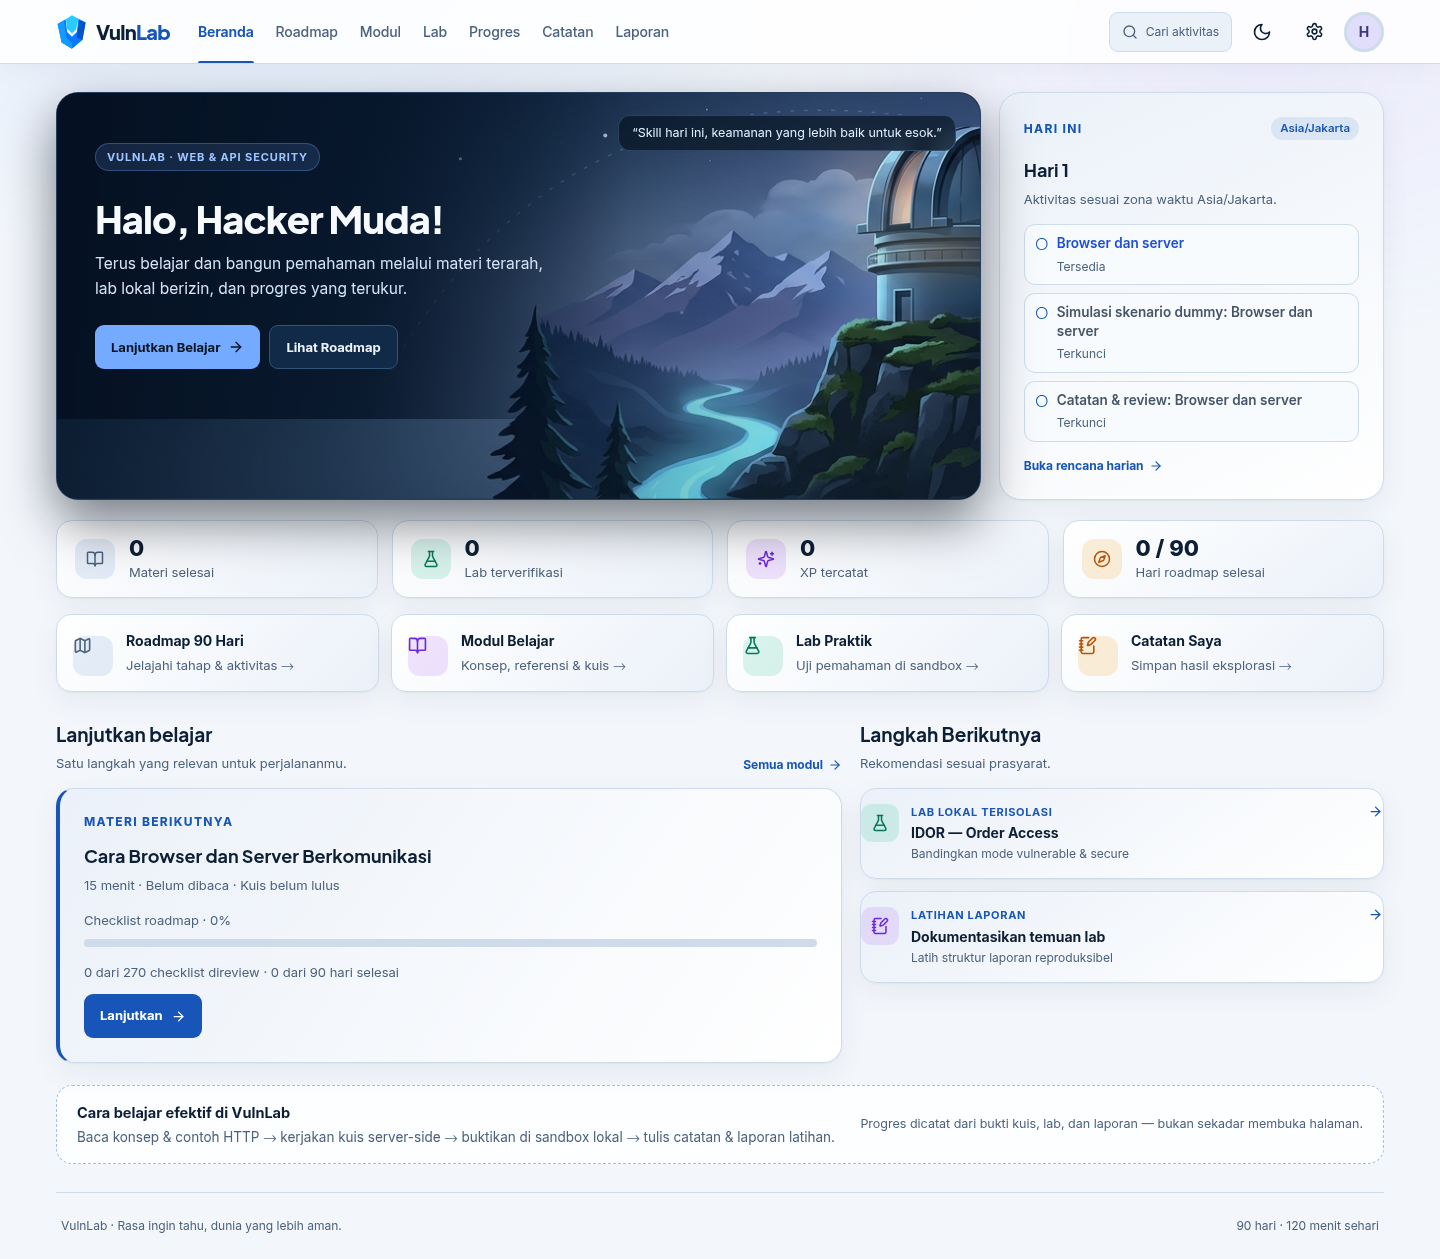 VulnLab
Beranda
Roadmap
Modul
Lab
Progres
Catatan
Laporan
Cari aktivitas
H
VULNLAB · WEB & API SECURITY
“Skill hari ini, keamanan yang lebih baik untuk esok.”
Halo, Hacker Muda!
Terus belajar dan bangun pemahaman melalui materi terarah,
lab lokal berizin, dan progres yang terukur.
Lanjutkan Belajar →
Lihat Roadmap
HARI INI
Asia/Jakarta
Hari 1
Aktivitas sesuai zona waktu Asia/Jakarta.
Browser dan server
Tersedia
Simulasi skenario dummy: Browser dan
server
Terkunci
Catatan & review: Browser dan server
Terkunci
Buka rencana harian →
0
Materi selesai
0
Lab terverifikasi
0
XP tercatat
0 / 90
Hari roadmap selesai
Roadmap 90 Hari
Jelajahi tahap & aktivitas →
Modul Belajar
Konsep, referensi & kuis →
Lab Praktik
Uji pemahaman di sandbox →
Catatan Saya
Simpan hasil eksplorasi →
Lanjutkan belajar
Satu langkah yang relevan untuk perjalananmu.
Semua modul →
MATERI BERIKUTNYA
Cara Browser dan Server Berkomunikasi
15 menit · Belum dibaca · Kuis belum lulus
Checklist roadmap · 0%
0 dari 270 checklist direview · 0 dari 90 hari selesai
Lanjutkan →
Langkah Berikutnya
Rekomendasi sesuai prasyarat.
LAB LOKAL TERISOLASI →
IDOR — Order Access
Bandingkan mode vulnerable & secure
LATIHAN LAPORAN →
Dokumentasikan temuan lab
Latih struktur laporan reproduksibel
Cara belajar efektif di VulnLab
Baca konsep & contoh HTTP → kerjakan kuis server-side → buktikan di sandbox lokal → tulis catatan & laporan latihan.
Progres dicatat dari bukti kuis, lab, dan laporan — bukan sekadar membuka halaman.
VulnLab · Rasa ingin tahu, dunia yang lebih aman.
90 hari · 120 menit sehari